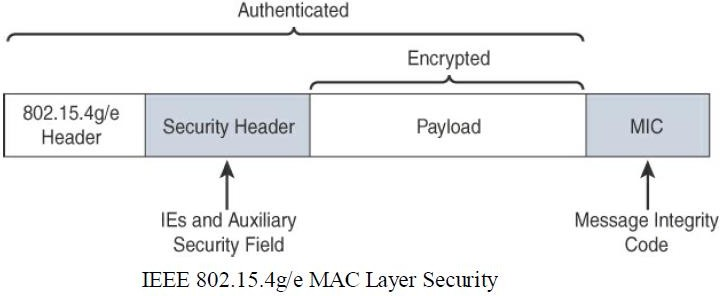 Authenticated
Encrypted
802.15.4g/e
Header
Security Header
Payload
MIC
IEs and Auxiliary
Security Field
Message Integrity
Code
IEEE 802.15.4g/e MAC Layer Security